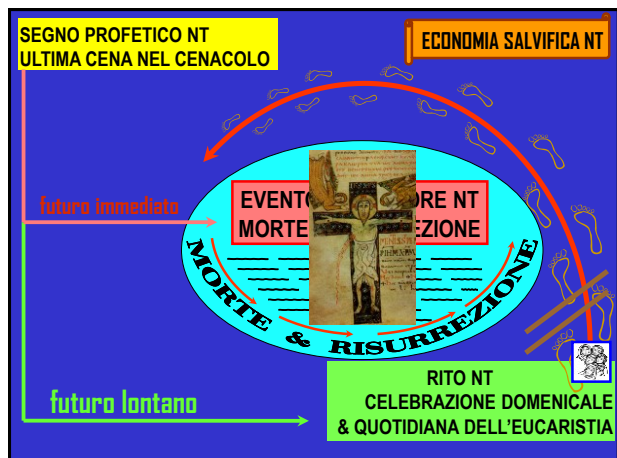 SEGNO PROFETICO NT
ULTIMA CENA NEL CENACOLO
ECONOMIA SALVIFICA NT
futuro immediato
EVENTO ORE NT
MORTE EZIONE
MORTE & RISURREZIONE
futuro lontano
RITO NT
CELEBRAZIONE DOMENICALE
& QUOTIDIANA DELL'EUCARISTIA